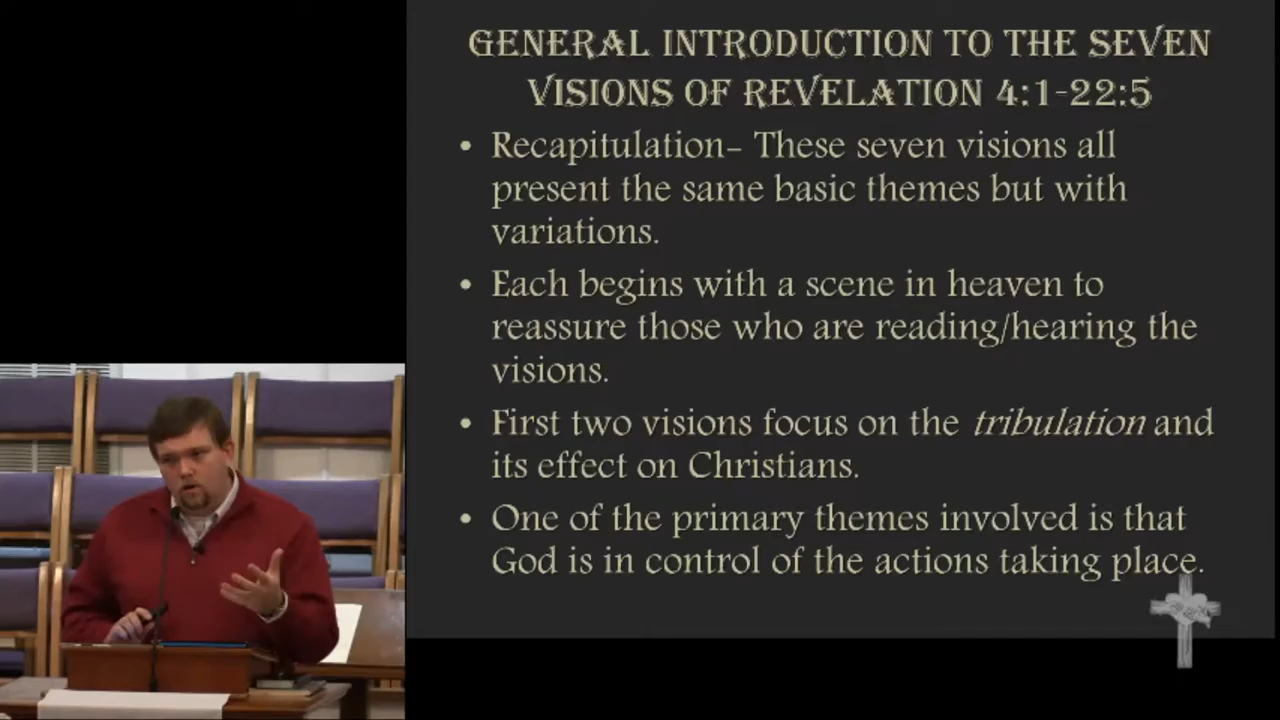 GENERAL INTRODUCTION TO THE SEVEN
VISIONS OF REVELATION 4:1-22:5
• Recapitulation- These seven visions all
present the same basic themes but with
variations.
• Each begins with a scene in heaven to
reassure those who are reading/hearing the
visions.
• First two visions focus on the tribulation and
its effect on Christians.
• One of the primary themes involved is that
God is in control of the actions taking place.